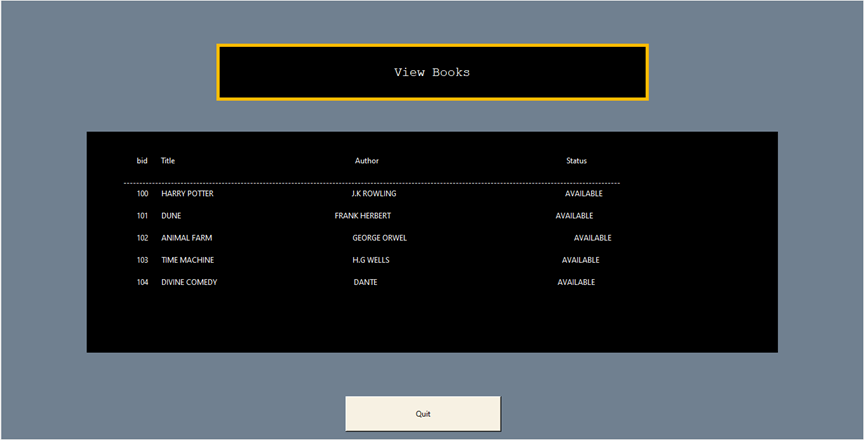 View Books
bid Title Author Status
--------------------------------------------------------------------------------------------------------------
100 HARRY POTTER J.K ROWLING AVAILABLE
101 DUNE FRANK HERBERT AVAILABLE
102 ANIMAL FARM GEORGE ORWEL AVAILABLE
103 TIME MACHINE H.G WELLS AVAILABLE
104 DIVINE COMEDY DANTE AVAILABLE
Quit